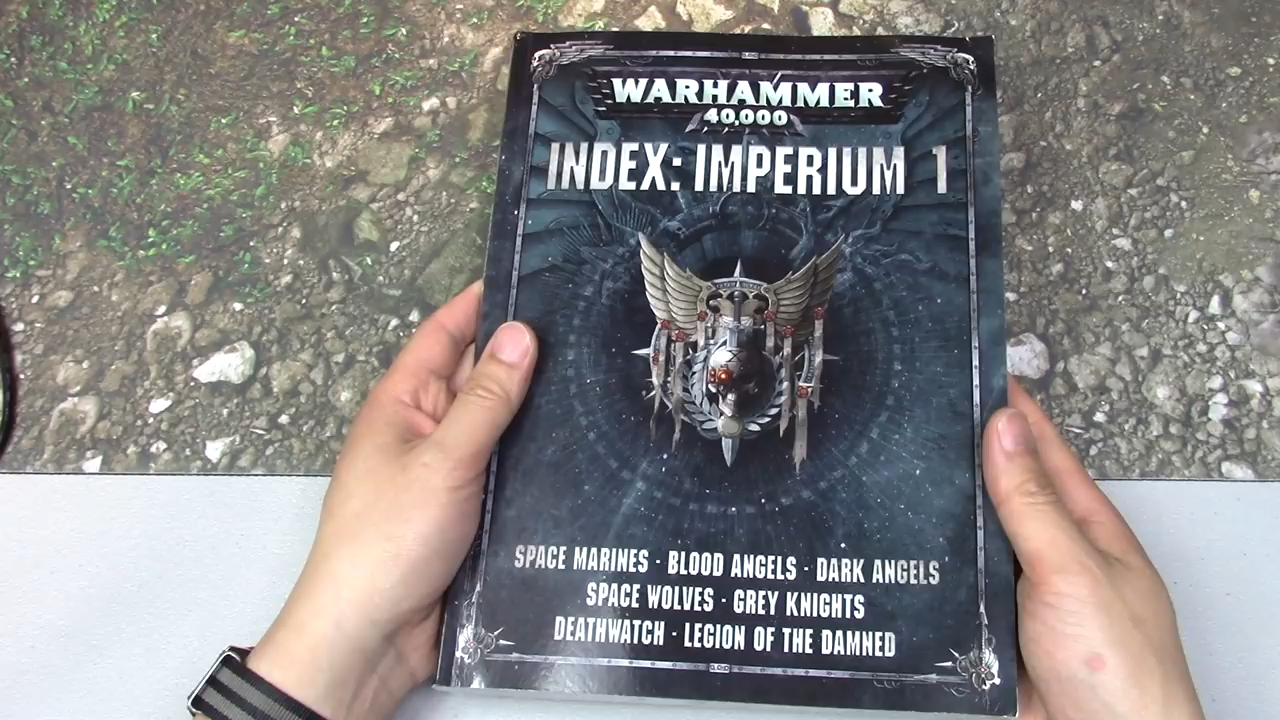 WARHAMMER
40,000
INDEX: IMPERIUM 1
SPACE MARINES · BLOOD ANGELS · DARK ANGELS
SPACE WOLVES · GREY KNIGHTS
DEATHWATCH · LEGION OF THE DAMNED